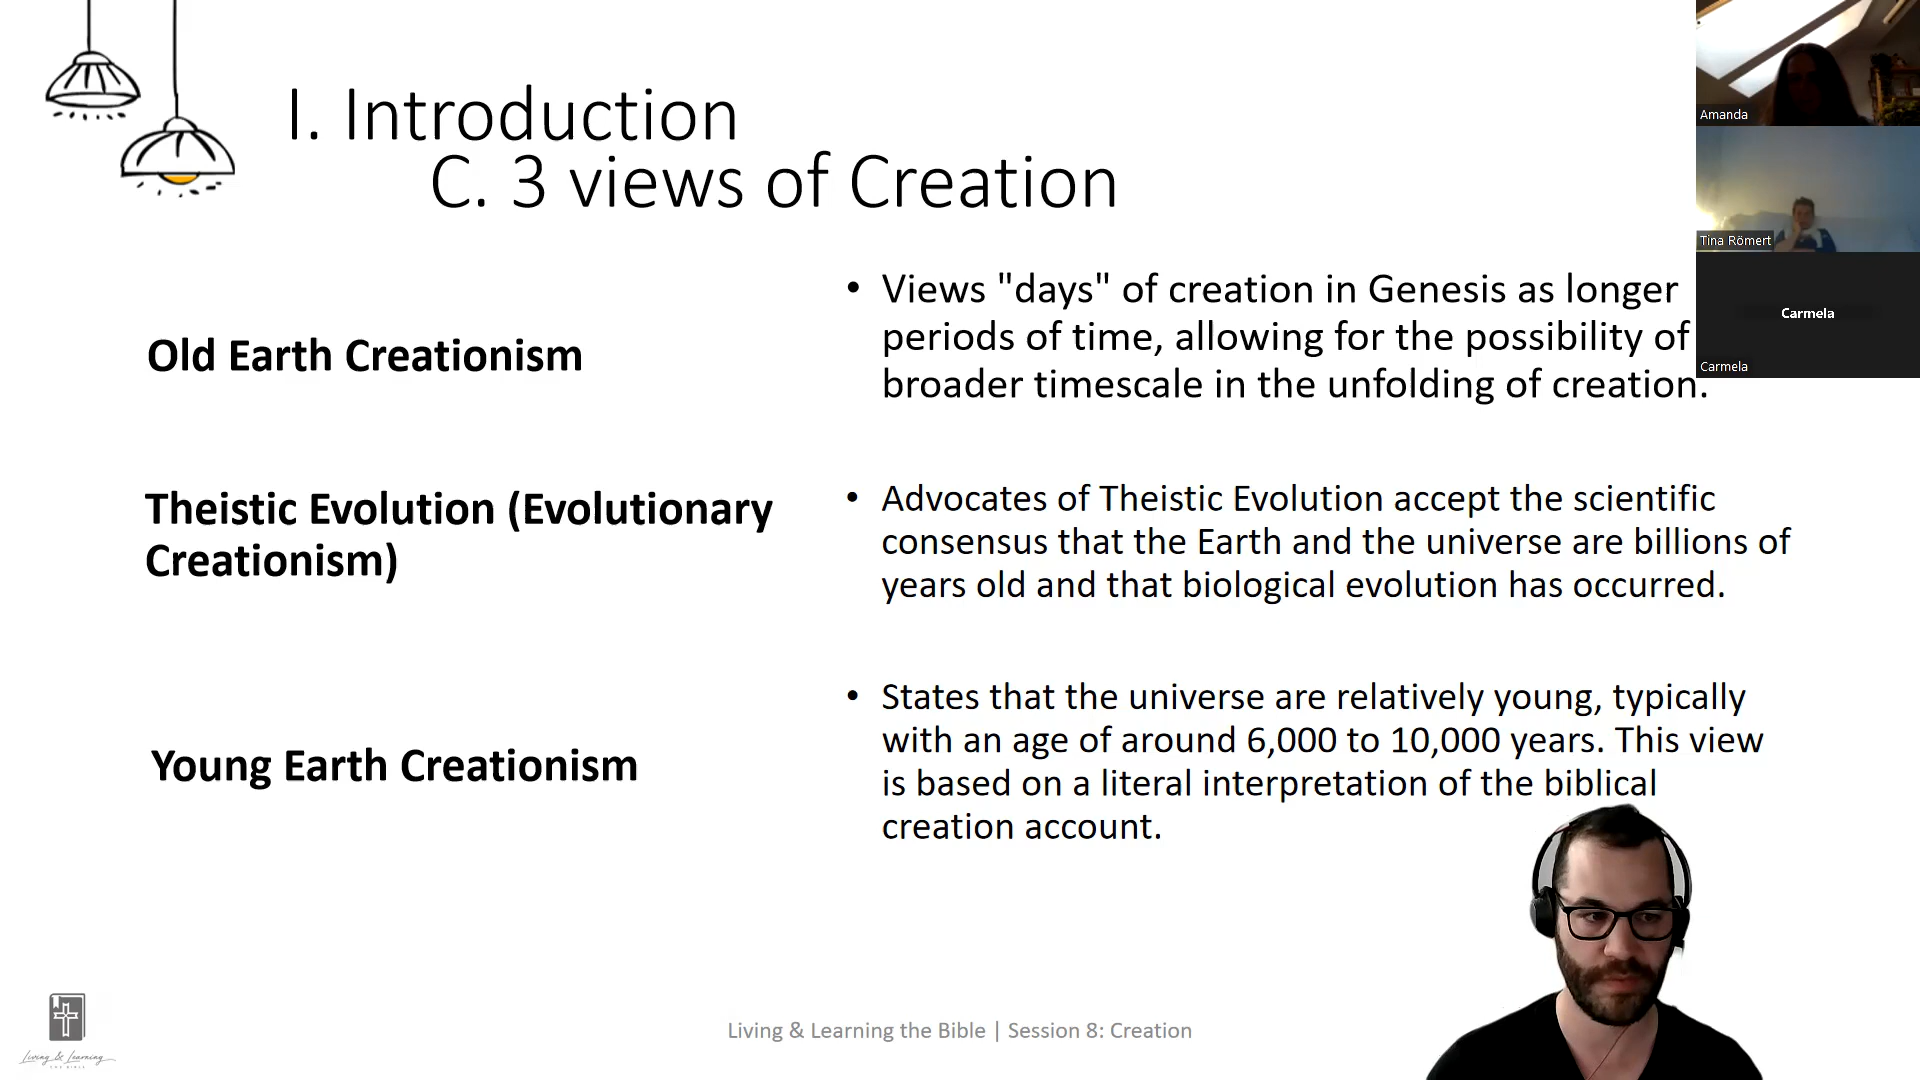 I. Introduction
C. 3 views of Creation
Old Earth Creationism
• Views "days" of creation in Genesis as longer
periods of time, allowing for the possibility of
broader timescale in the unfolding of creation.
Theistic Evolution (Evolutionary
Creationism)
• Advocates of Theistic Evolution accept the scientific
consensus that the Earth and the universe are billions of
years old and that biological evolution has occurred.
Young Earth Creationism
• States that the universe are relatively young, typically
with an age of around 6,000 to 10,000 years. This view
is based on a literal interpretation of the biblical
creation account.
Living & Learning the Bible | Session 8: Creation
Living & Learning
THE BIBLE
Amanda
Tina Römert
Carmela
Carmela